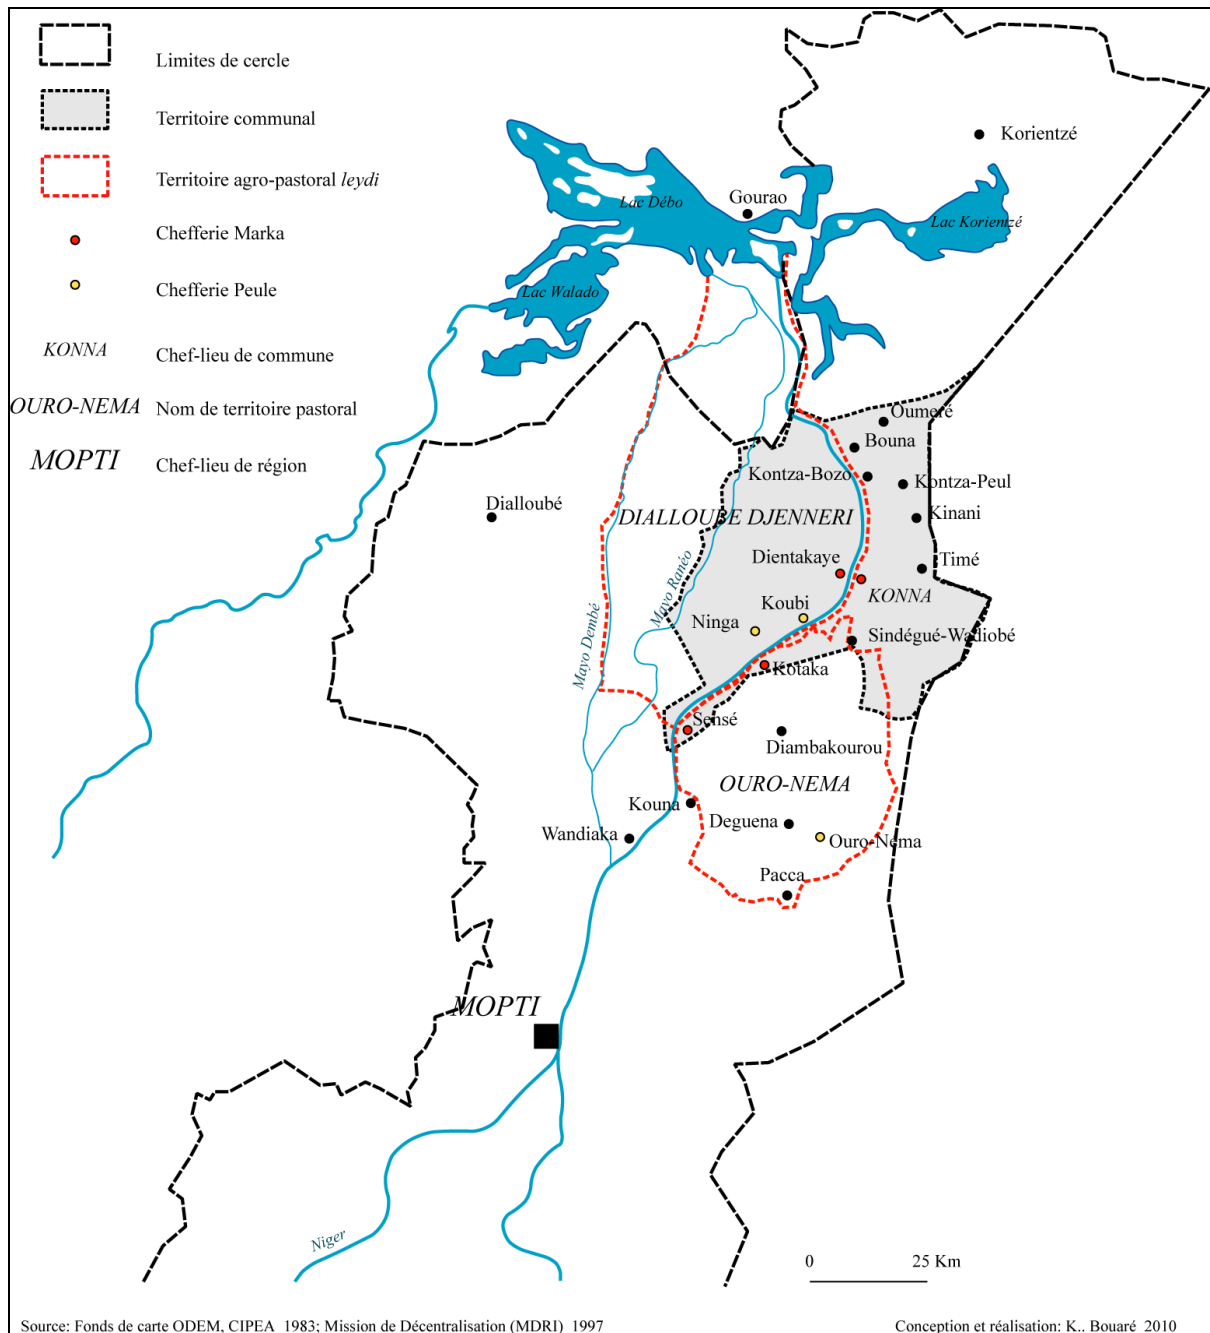 Limites de cercle
Territoire communal
Territoire agro-pastoral leydi
Chefferie Marka
Chefferie Peule
KONNA
Chef-lieu de commune
OURO-NEMA
Nom de territoire pastoral
MOPTI
Chef-lieu de région
Korientzé
Gourao
Lac Débo
Lac Korientzé
Lac Walado
Oumeré
Bouna
Kontza-Bozo
Kontza-Peul
Dialloubé
DIALLOUBE DJENNERI
Kinani
Dientakaye
Timé
Mayo Ranéo
KONNA
Koubi
Ninga
Sindégué-Wadiobé
Mayo Dembé
Kotaka
Sensé
Diambakourou
OURO-NEMA
Kouna
Deguena
Wandiaka
Ouro-Néma
Pacca
MOPTI
Niger
0 25 Km
Source: Fonds de carte ODEM, CIPEA 1983; Mission de Décentralisation (MDRI) 1997
Conception et réalisation: K.. Bouaré 2010